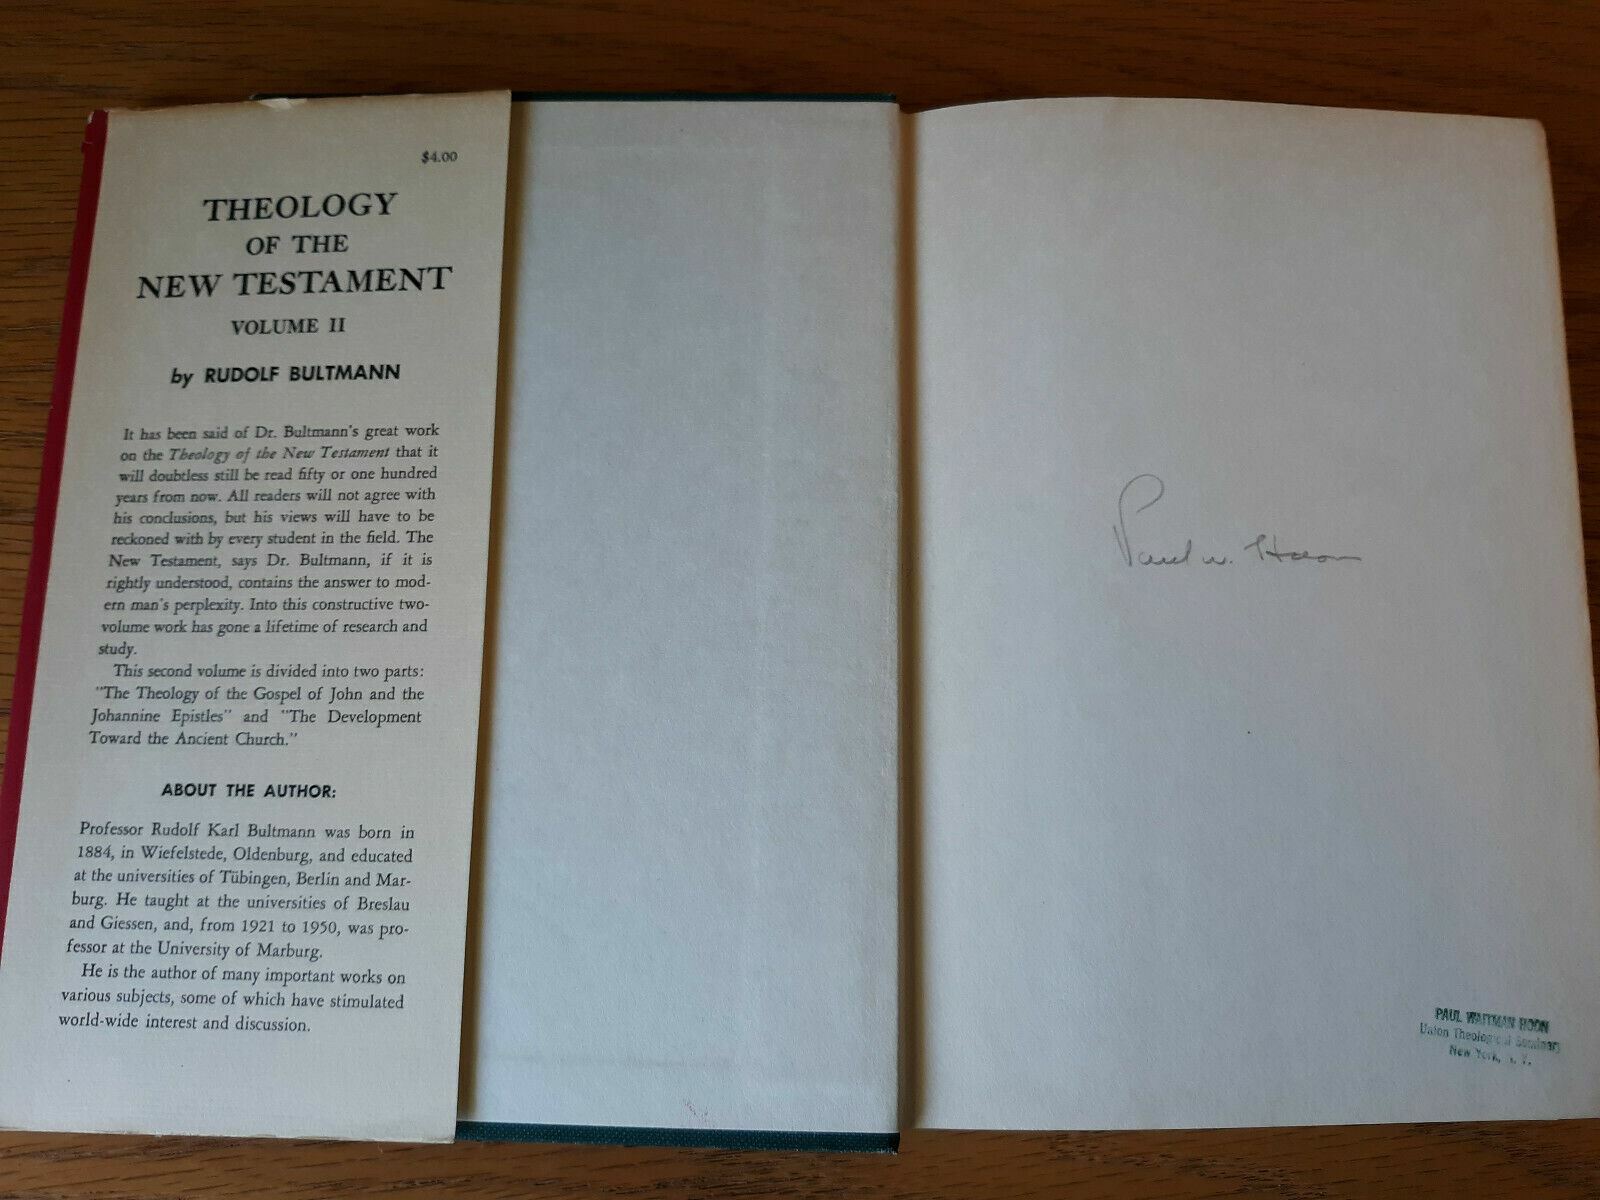 $4.00
THEOLOGY
OF THE
NEW TESTAMENT
VOLUME II
by RUDOLF BULTMANN
It has been said of Dr. Bultmann's great work
on the Theology of the New Testament that it
will doubtless still be read fifty or one hundred
years from now. All readers will not agree with
his conclusions, but his views will have to be
reckoned with by every student in the field. The
New Testament, says Dr. Bultmann, if it is
rightly understood, contains the answer to mod-
ern man's perplexity. Into this constructive two-
volume work has gone a lifetime of research and
study.
This second volume is divided into two parts:
"The Theology of the Gospel of John and the
Johannine Epistles" and "The Development
Toward the Ancient Church."
ABOUT THE AUTHOR:
Professor Rudolf Karl Bultmann was born in
1884, in Wiefelstede, Oldenburg, and educated
at the universities of Tübingen, Berlin and Mar-
burg. He taught at the universities of Breslau
and Giessen, and, from 1921 to 1950, was pro-
fessor at the University of Marburg.
He is the author of many important works on
various subjects, some of which have stimulated
world-wide interest and discussion.
Paul W. Hoon
PAUL WAITMAN HOON
Union Theological Seminary
New York, N. Y.